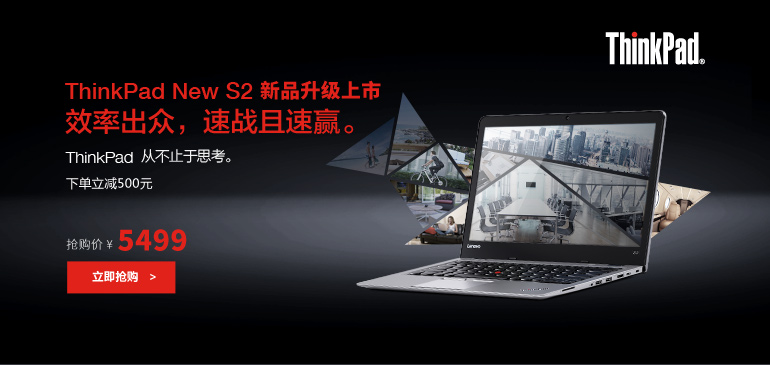 ThinkPad®
ThinkPad New S2 新品升级上市
效率出众，速战且速赢。
ThinkPad 从不止于思考。
下单立减500元
抢购价 ¥ 5499
立即抢购 >
Lenovo